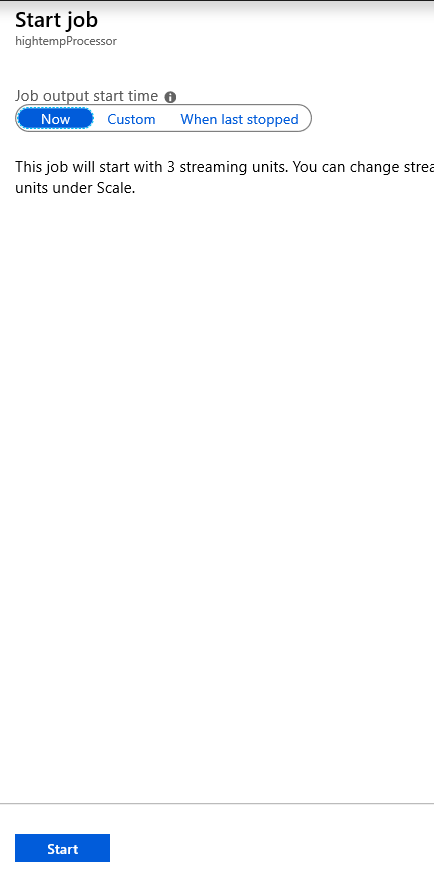 Start job
hightempProcessor
Job output start time
Now Custom When last stopped
This job will start with 3 streaming units. You can change
units under Scale.
Start